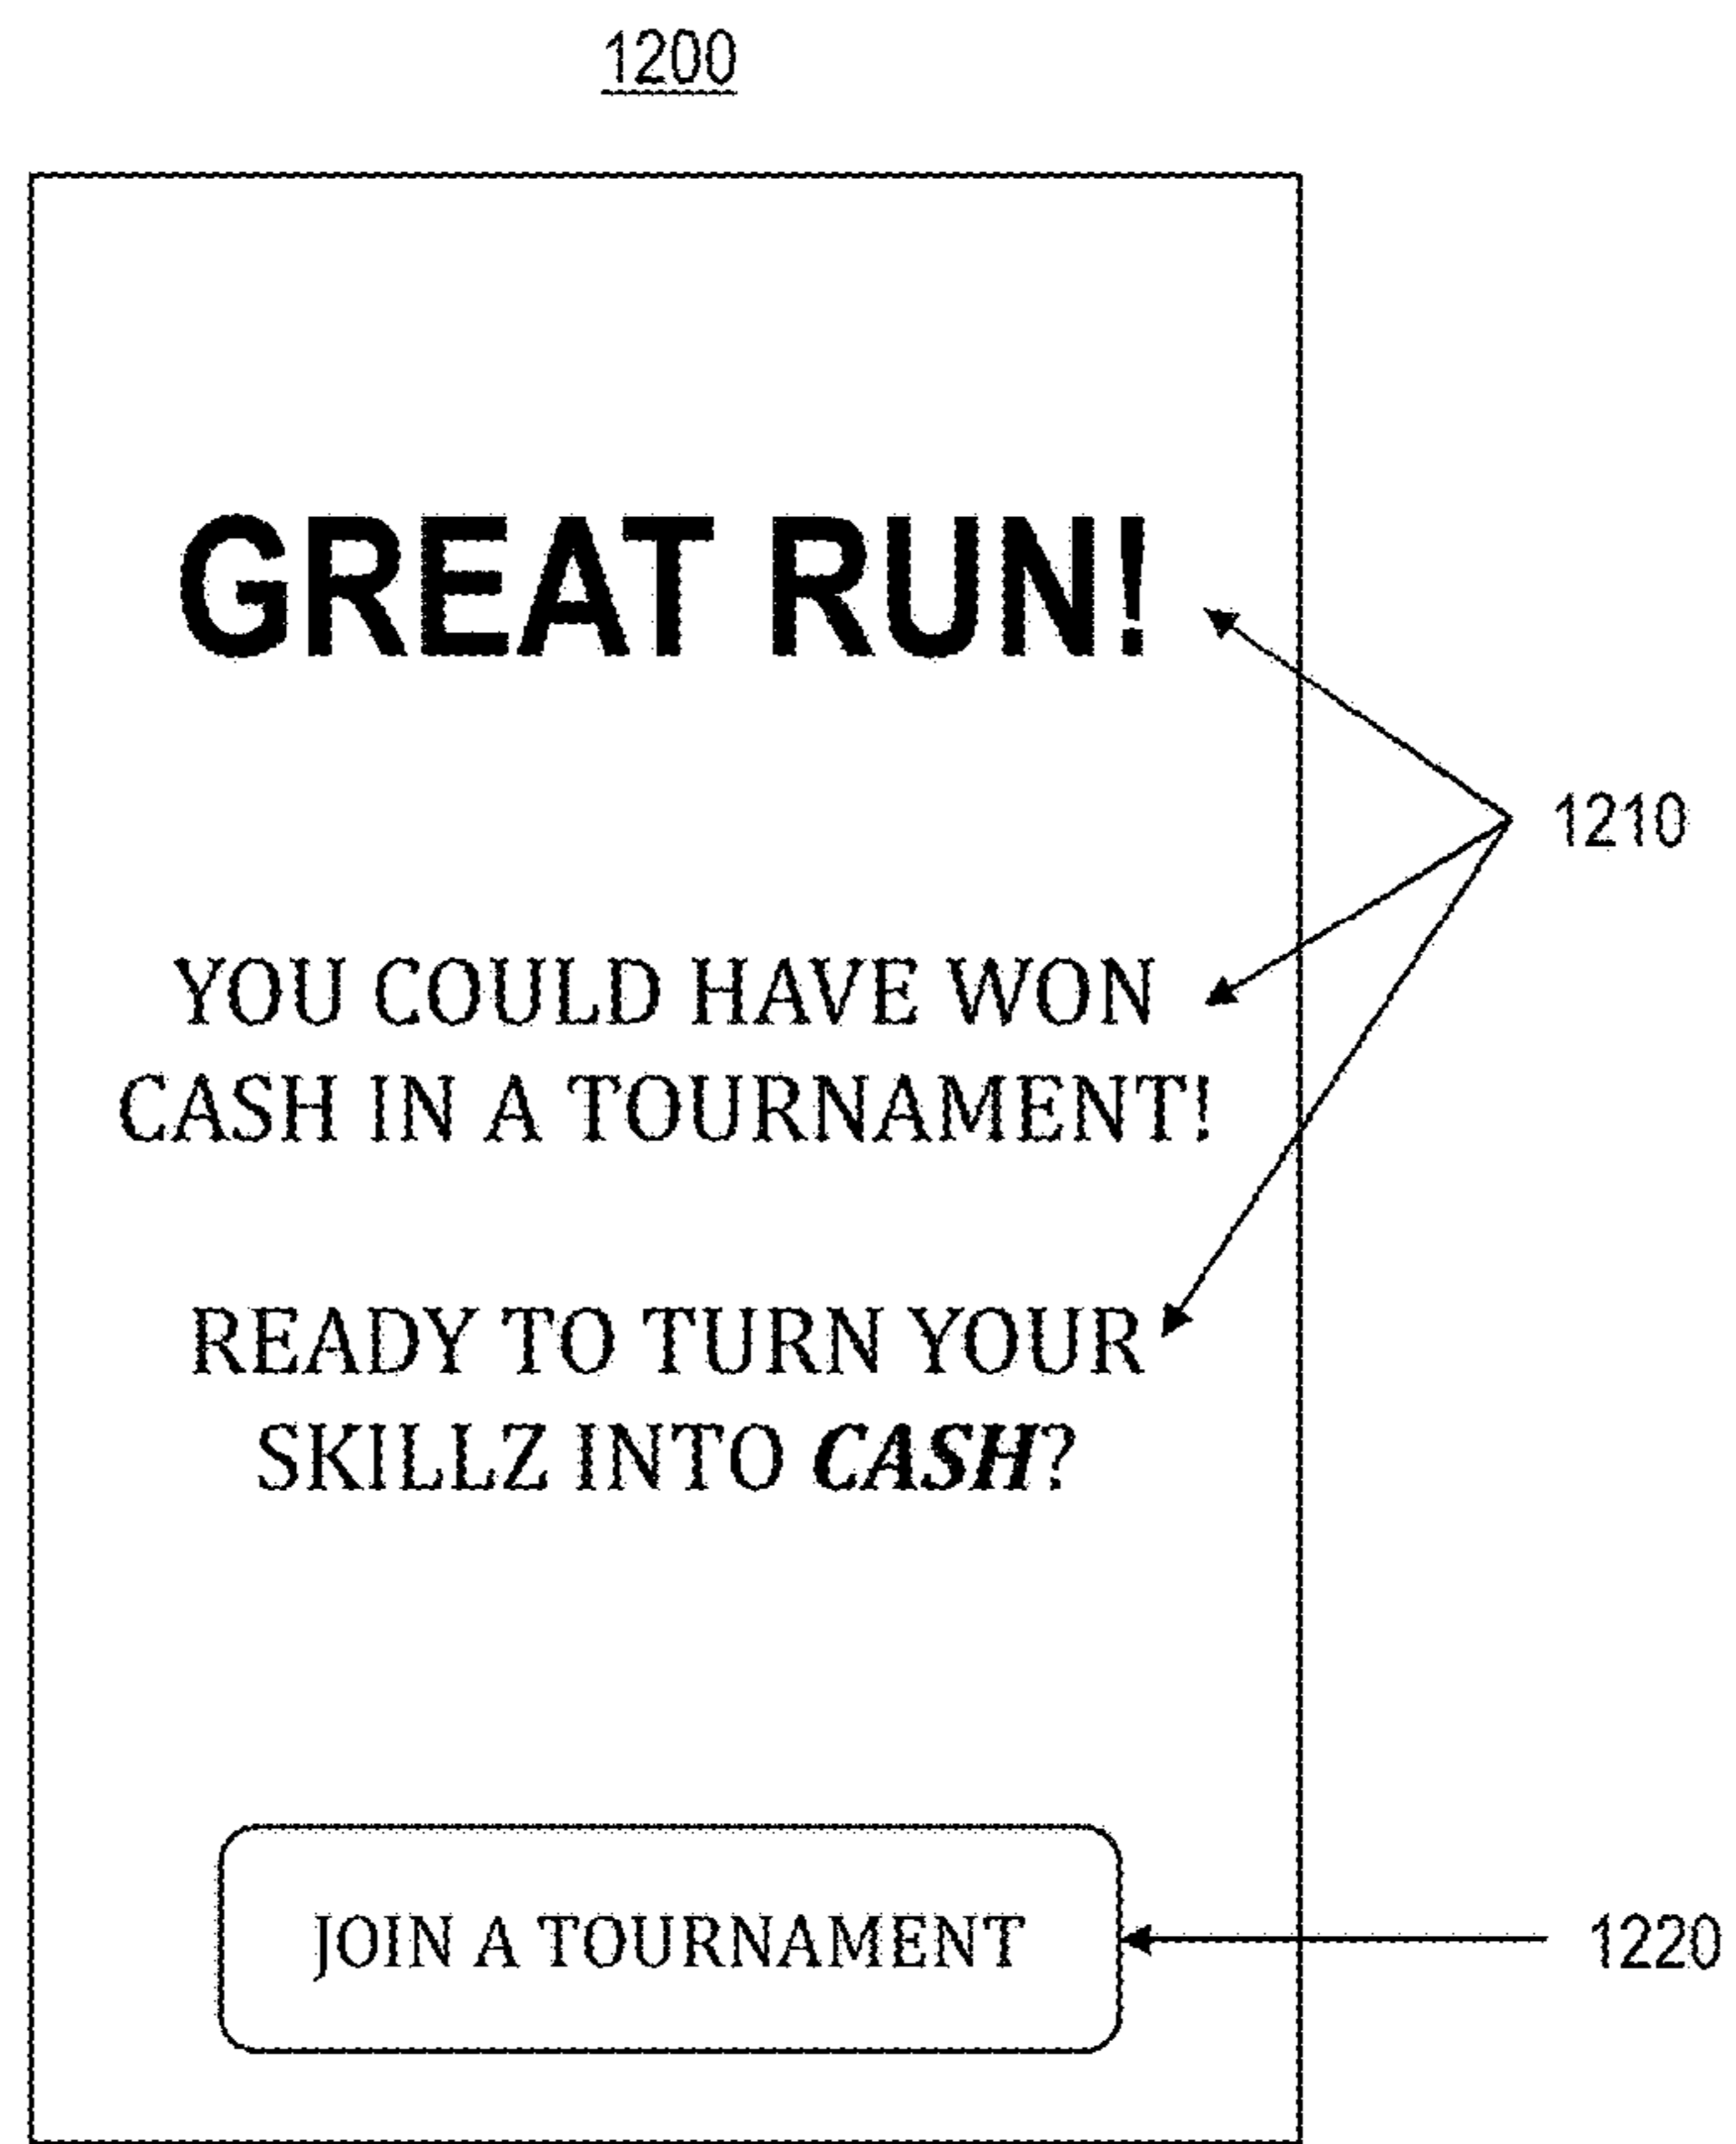 1200
GREAT RUN!
1210
YOU COULD HAVE WON
CASH IN A TOURNAMENT!
READY TO TURN YOUR
SKILLZ INTO CASH?
JOIN A TOURNAMENT
1220